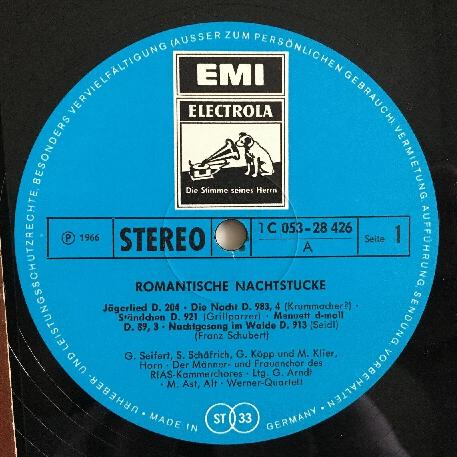 URHEBER- UND LEISTUNGSSCHUTZRECHTE, BESONDERS VERVIELFÄLTIGUNG (AUSSER ZUM PERSÖNLICHEN GEBRAUCH) VERMIETUNG, AUFFÜHRUNG, SENDUNG VORBEHALTEN
EMI
ELECTROLA
Die Stimme seines Herrn
Ⓟ 1966
STEREO
1 C 053-28 426
A
Seite 1
ROMANTISCHE NACHTSTUCKE
Jägerlied D. 204 · Die Nacht D. 983, 4 (Krummacher?) ·
Ständchen D. 921 (Grillparzer) · Menuett d-moll
D. 89, 3 · Nachtgesang im Walde D. 913 (Seidl)
(Franz Schubert)
G. Seifert, S. Schäfrich, G. Köpp und M. Klier,
Horn · Der Männer- und Frauenchor des
RIAS-Kammerchores · Ltg. G. Arndt
· M. Ast, Alt · Werner-Quartett
· MADE IN GERMANY ·
ST 33